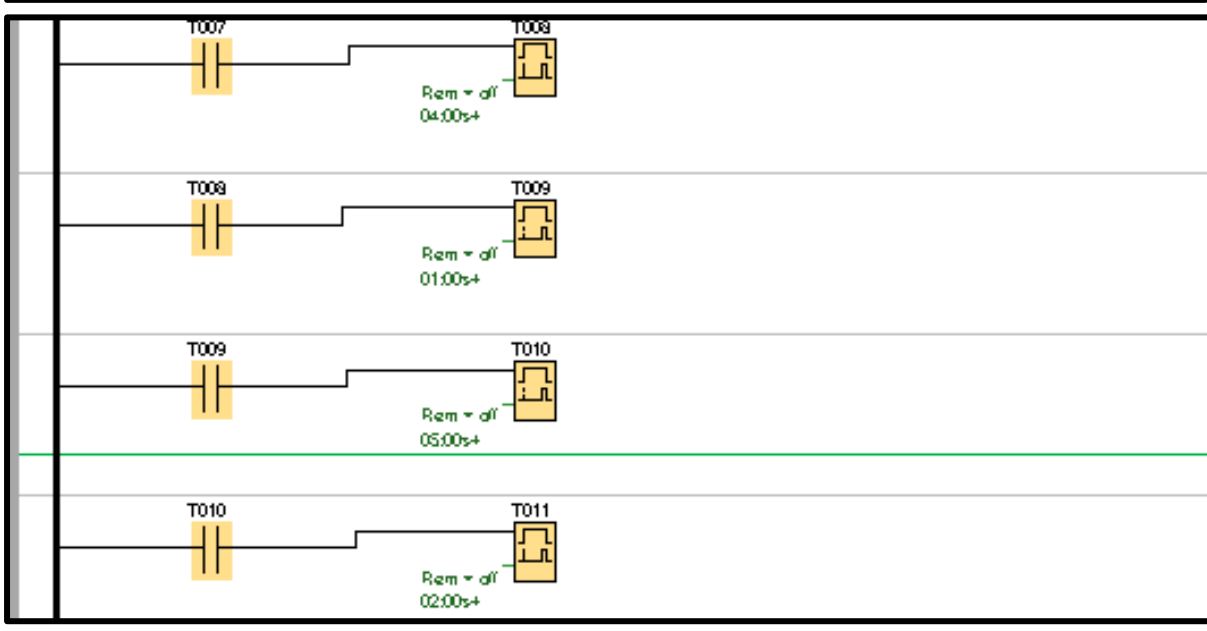 T007 T008
Rem = off
04:00s+
T008 T009
Rem = off
01:00s+
T009 T010
Rem = off
05:00s+
T010 T011
Rem = off
02:00s+